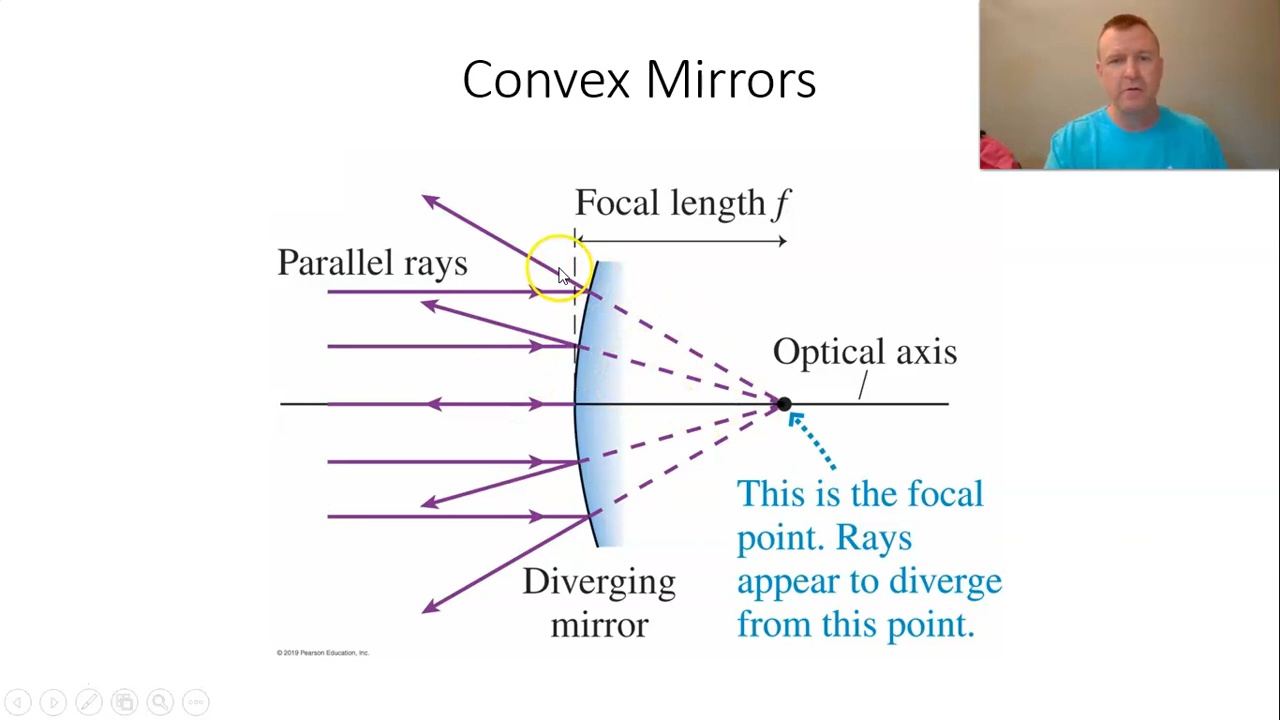 Convex Mirrors
Focal length f
Parallel rays
Optical axis
This is the focal
point. Rays
appear to diverge
from this point.
Diverging
mirror
© 2019 Pearson Education, Inc.